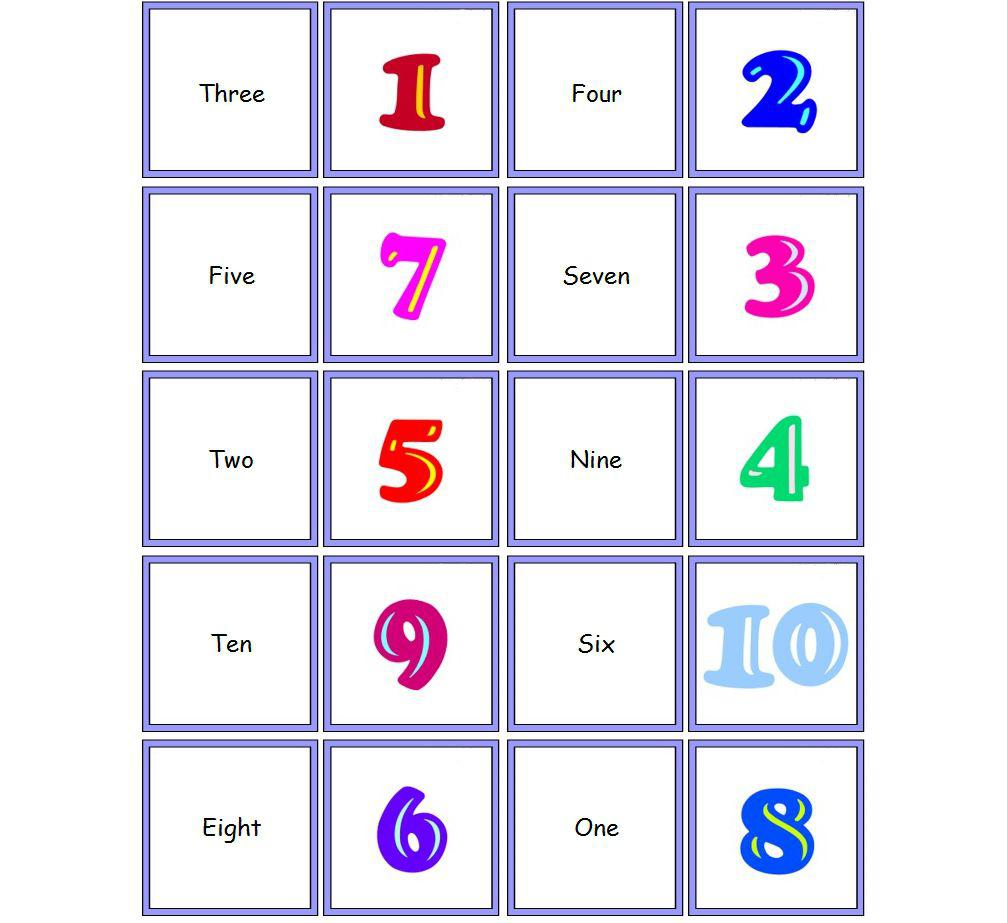 Three 1 Four 2
Five 7 Seven 3
Two 5 Nine 4
Ten 9 Six 10
Eight 6 One 8